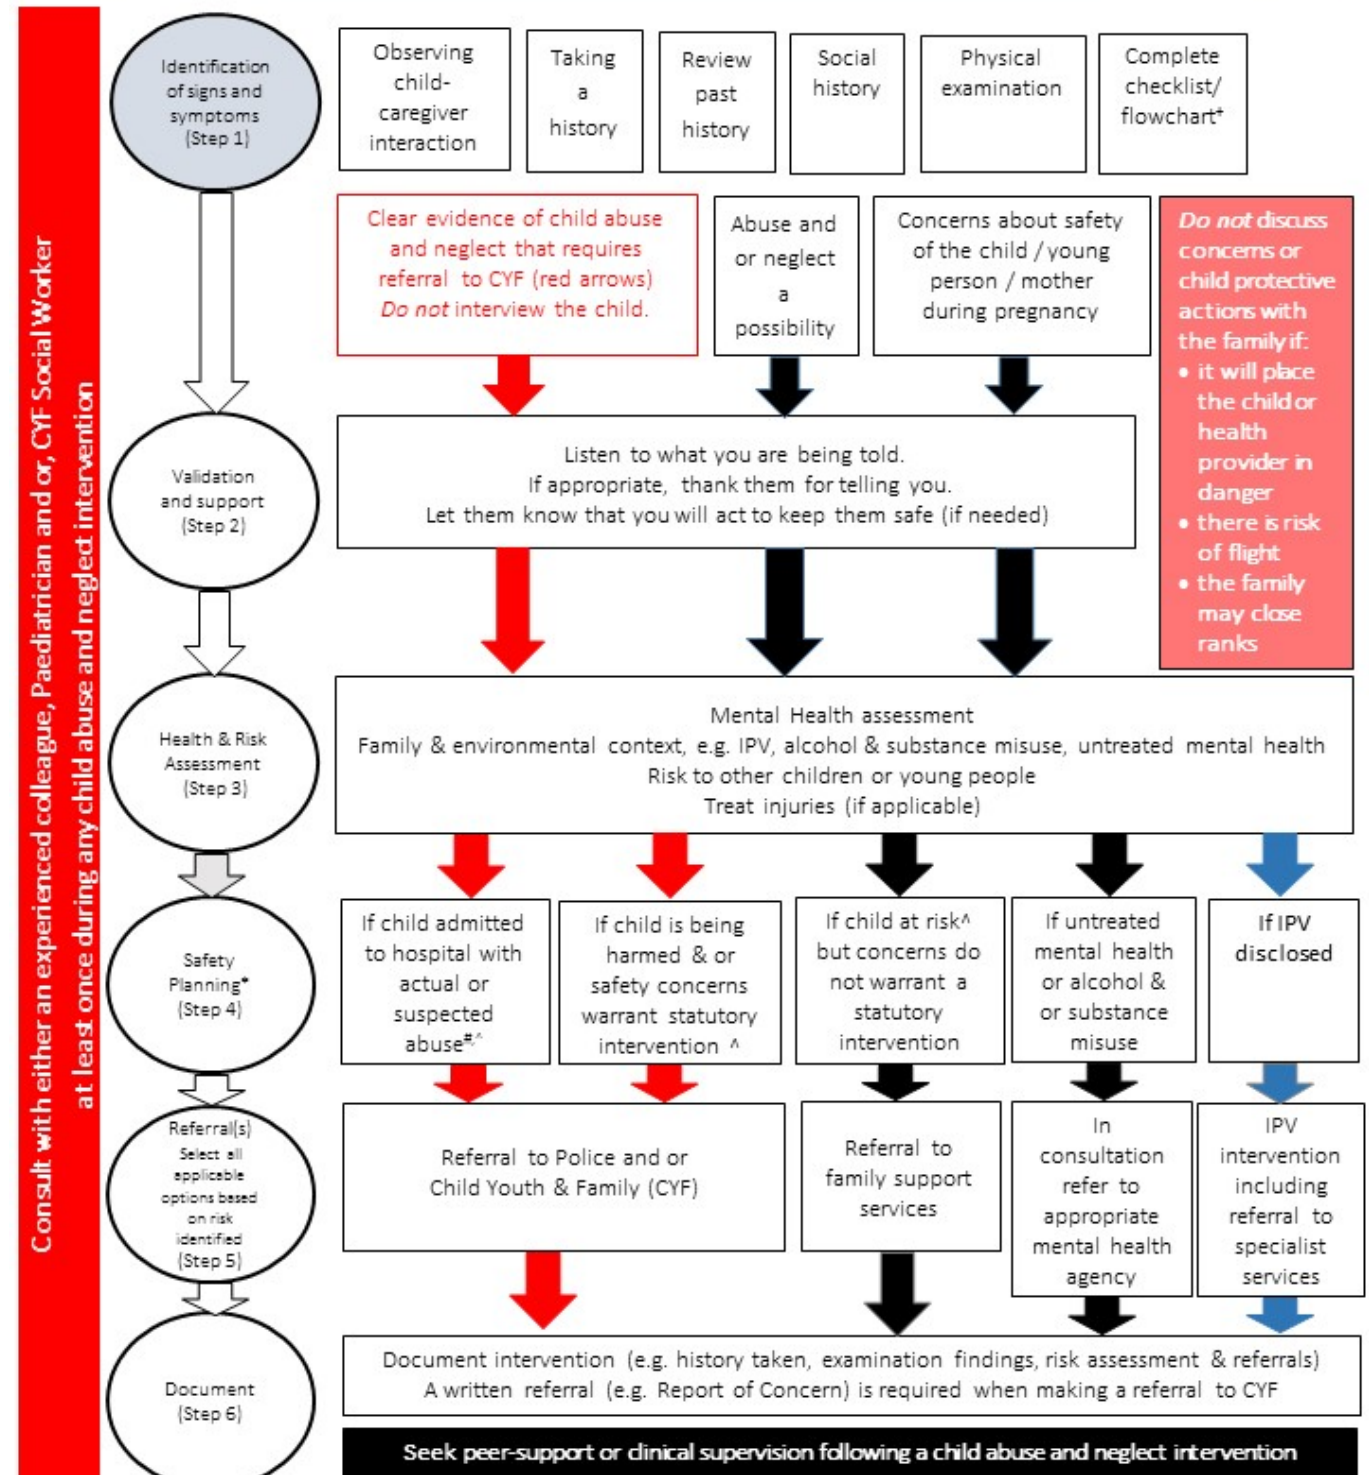 Consult with either an experienced colleague, Paediatrician and or, CYF Social Worker
at least once during any child abuse and neglect intervention
Identification
of signs and
symptoms
(Step 1)
Observing
child-
caregiver
interaction
Taking
a
history
Review
past
history
Social
history
Physical
examination
Complete
checklist/
flowchart+
Clear evidence of child abuse
and neglect that requires
referral to CYF (red arrows)
Do not interview the child.
Abuse and
or neglect
a
possibility
Concerns about safety
of the child / young
person / mother
during pregnancy
Do not discuss
concerns or
child protective
actions with
the family if:
• it will place
the child or
health
provider in
danger
• there is risk
of flight
• the family
may close
ranks
Validation
and support
(Step 2)
Listen to what you are being told.
If appropriate, thank them for telling you.
Let them know that you will act to keep them safe (if needed)
Health & Risk
Assessment
(Step 3)
Mental Health assessment
Family & environmental context, e.g. IPV, alcohol & substance misuse, untreated mental health
Risk to other children or young people
Treat injuries (if applicable)
Safety
Planning*
(Step 4)
If child admitted
to hospital with
actual or
suspected
abuse#,^
If child is being
harmed & or
safety concerns
warrant statutory
intervention ^
If child at risk^
but concerns do
not warrant a
statutory
intervention
If untreated
mental health
or alcohol &
or substance
misuse
If IPV
disclosed
Referral(s)
Select all
applicable
options based
on risk
identified
(Step 5)
Referral to Police and or
Child Youth & Family (CYF)
Referral to
family support
services
In
consultation
refer to
appropriate
mental health
agency
IPV
intervention
including
referral to
specialist
services
Document
(Step 6)
Document intervention (e.g. history taken, examination findings, risk assessment & referrals)
A written referral (e.g. Report of Concern) is required when making a referral to CYF
Seek peer-support or clinical supervision following a child abuse and neglect intervention